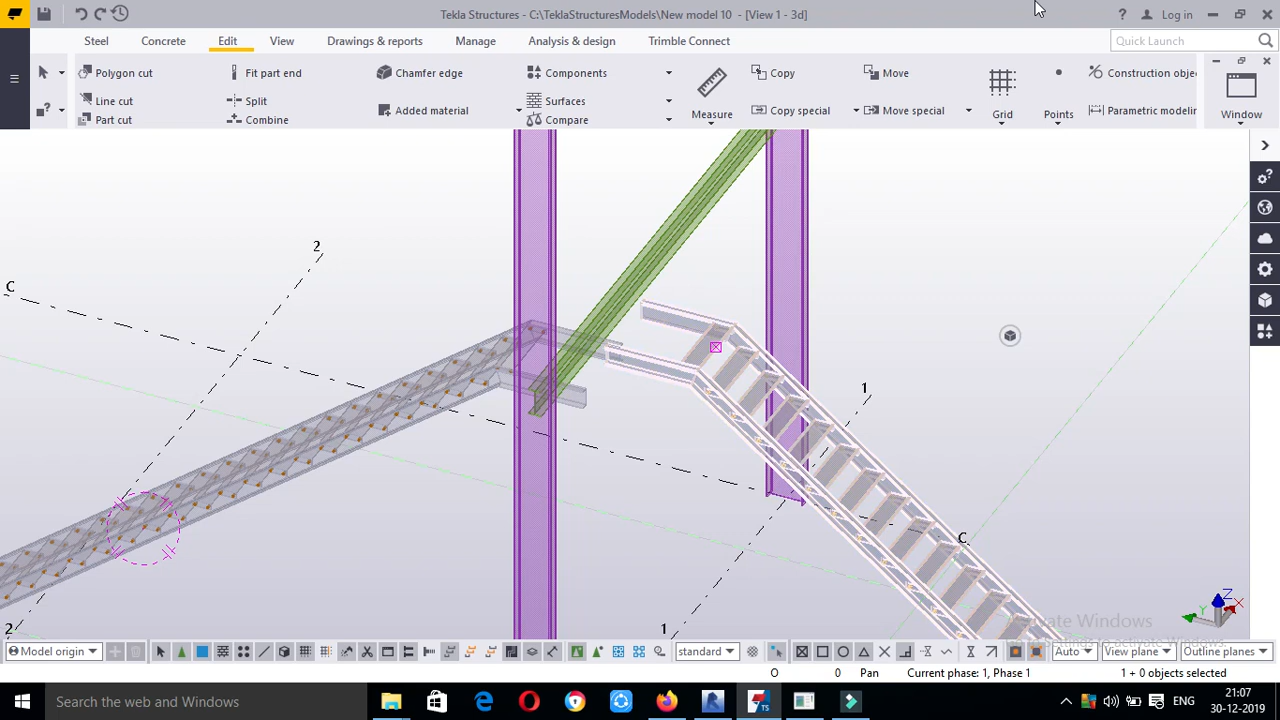 Tekla Structures - C:\TeklaStructuresModels\New model 10 - [View 1 - 3d]
Log in
Steel Concrete Edit View Drawings & reports Manage Analysis & design Trimble Connect
Quick Launch
Polygon cut Fit part end Chamfer edge Components Copy Move Construction obje
Line cut Split Surfaces
Added material Measure Copy special Move special Grid Points Parametric modelin Window
Part cut Combine Compare
2
C
1
C
2
1
Z
Y
X
Activate Windows
Model origin standard Auto View plane Outline planes
O 0 Pan Current phase: 1, Phase 1 1 + 0 objects selected
Search the web and Windows
ENG
21:07
30-12-2019